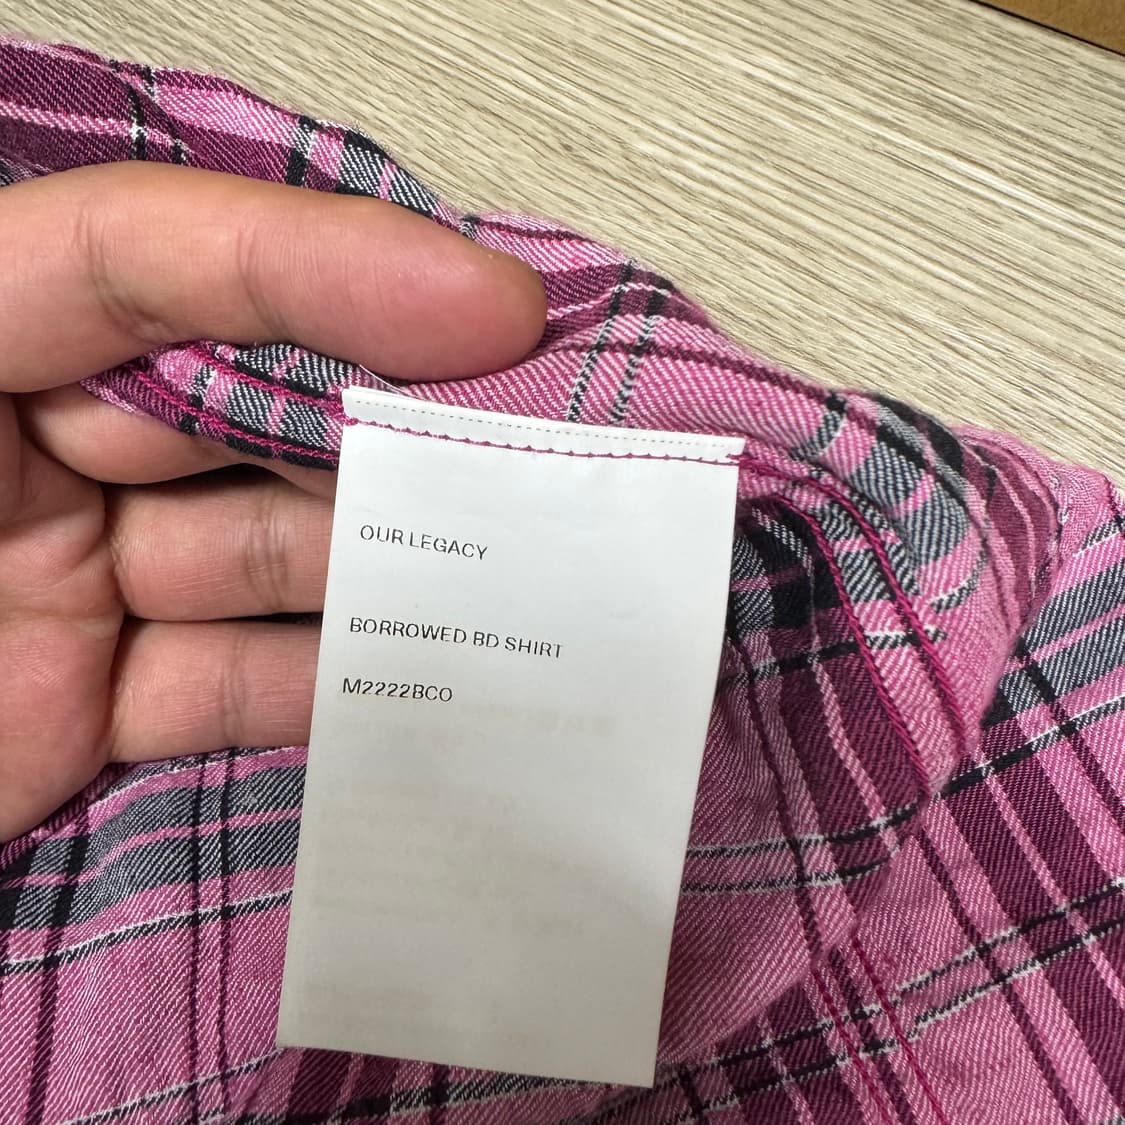 OUR LEGACY
BORROWED BD SHIRT
M2222BCO